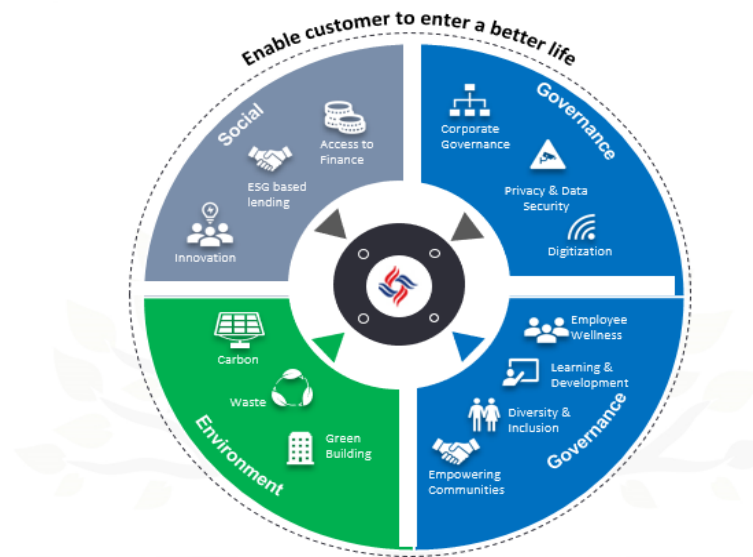 Enable customer to enter a better life
Social
Access to
Finance
ESG based
lending
Innovation
Governance
Corporate
Governance
Privacy & Data
Security
Digitization
Carbon
Waste
Green
Building
Environment
Employee
Wellness
Learning &
Development
Diversity &
Inclusion
Empowering
Communities
Governance